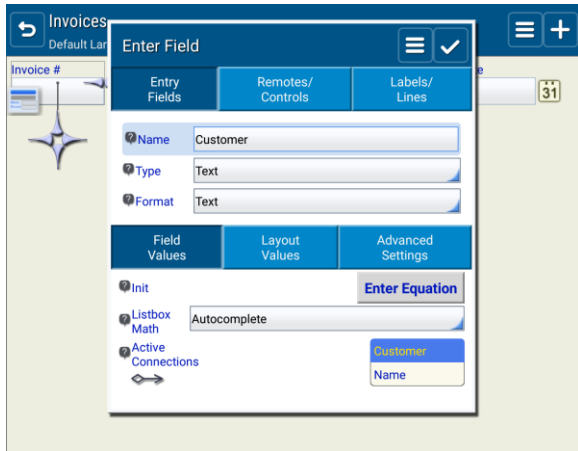 Invoices
Default Lar
Invoice #
e
31
Enter Field
Entry
Fields
Remotes/
Controls
Labels/
Lines
? Name Customer
? Type Text
? Format Text
Field
Values
Layout
Values
Advanced
Settings
? Init Enter Equation
? Listbox
Math Autocomplete
? Active
Connections
Customer
Name